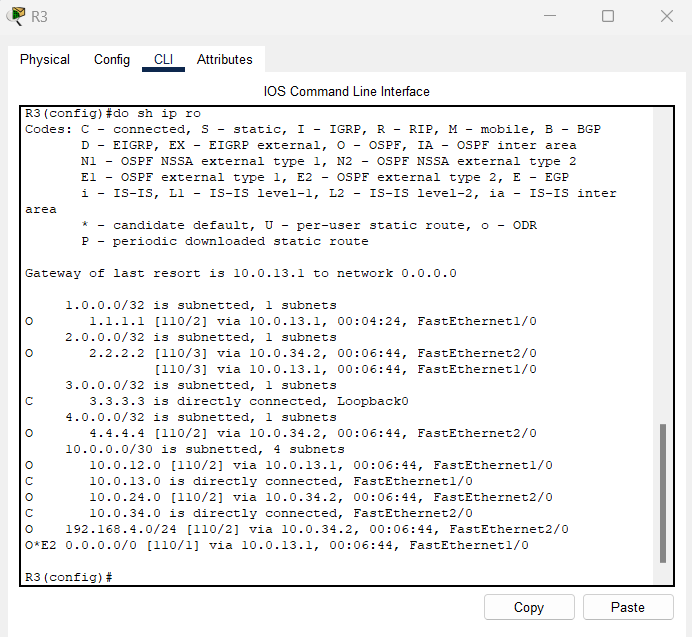 R3
Physical Config CLI Attributes
IOS Command Line Interface
R3(config)#do sh ip ro
Codes: C - connected, S - static, I - IGRP, R - RIP, M - mobile, B - BGP
       D - EIGRP, EX - EIGRP external, O - OSPF, IA - OSPF inter area
       N1 - OSPF NSSA external type 1, N2 - OSPF NSSA external type 2
       E1 - OSPF external type 1, E2 - OSPF external type 2, E - EGP
       i - IS-IS, L1 - IS-IS level-1, L2 - IS-IS level-2, ia - IS-IS inter
area
       * - candidate default, U - per-user static route, o - ODR
       P - periodic downloaded static route
Gateway of last resort is 10.0.13.1 to network 0.0.0.0
     1.0.0.0/32 is subnetted, 1 subnets
O       1.1.1.1 [110/2] via 10.0.13.1, 00:04:24, FastEthernet1/0
     2.0.0.0/32 is subnetted, 1 subnets
O       2.2.2.2 [110/3] via 10.0.34.2, 00:06:44, FastEthernet2/0
                [110/3] via 10.0.13.1, 00:06:44, FastEthernet1/0
     3.0.0.0/32 is subnetted, 1 subnets
C       3.3.3.3 is directly connected, Loopback0
     4.0.0.0/32 is subnetted, 1 subnets
O       4.4.4.4 [110/2] via 10.0.34.2, 00:06:44, FastEthernet2/0
     10.0.0.0/30 is subnetted, 4 subnets
O       10.0.12.0 [110/2] via 10.0.13.1, 00:06:44, FastEthernet1/0
C       10.0.13.0 is directly connected, FastEthernet1/0
O       10.0.24.0 [110/2] via 10.0.34.2, 00:06:44, FastEthernet2/0
C       10.0.34.0 is directly connected, FastEthernet2/0
O    192.168.4.0/24 [110/2] via 10.0.34.2, 00:06:44, FastEthernet2/0
O*E2 0.0.0.0/0 [110/1] via 10.0.13.1, 00:06:44, FastEthernet1/0
R3(config)#
Copy Paste